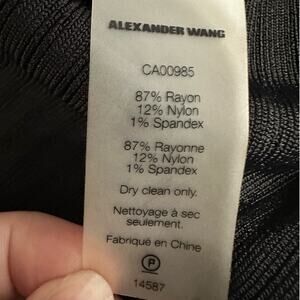 ALEXANDER WANG
CA00985
87% Rayon
12% Nylon
1% Spandex
87% Rayonne
12% Nylon
1% Spandex
Dry clean only.
Nettoyage à sec
seulement.
Fabriqué en Chine
P
14587